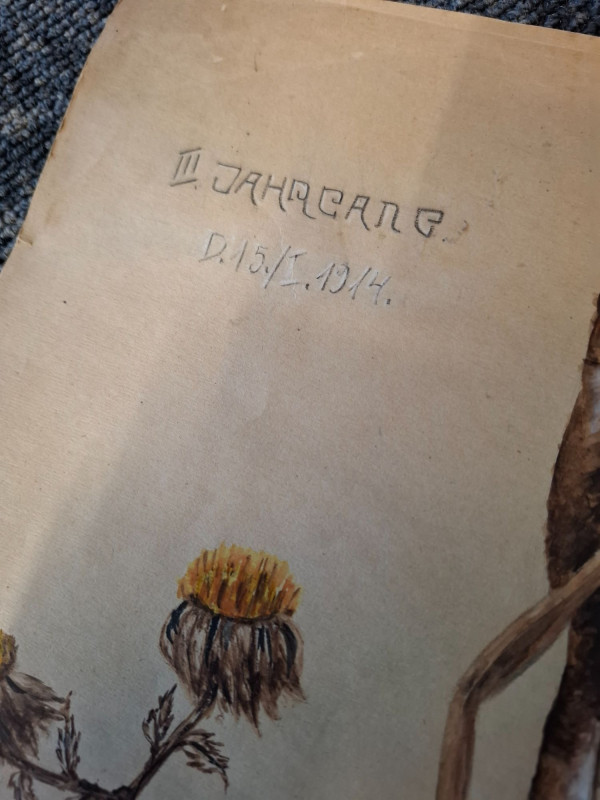 III. JAHRGANG.
D. 15./I. 1914.